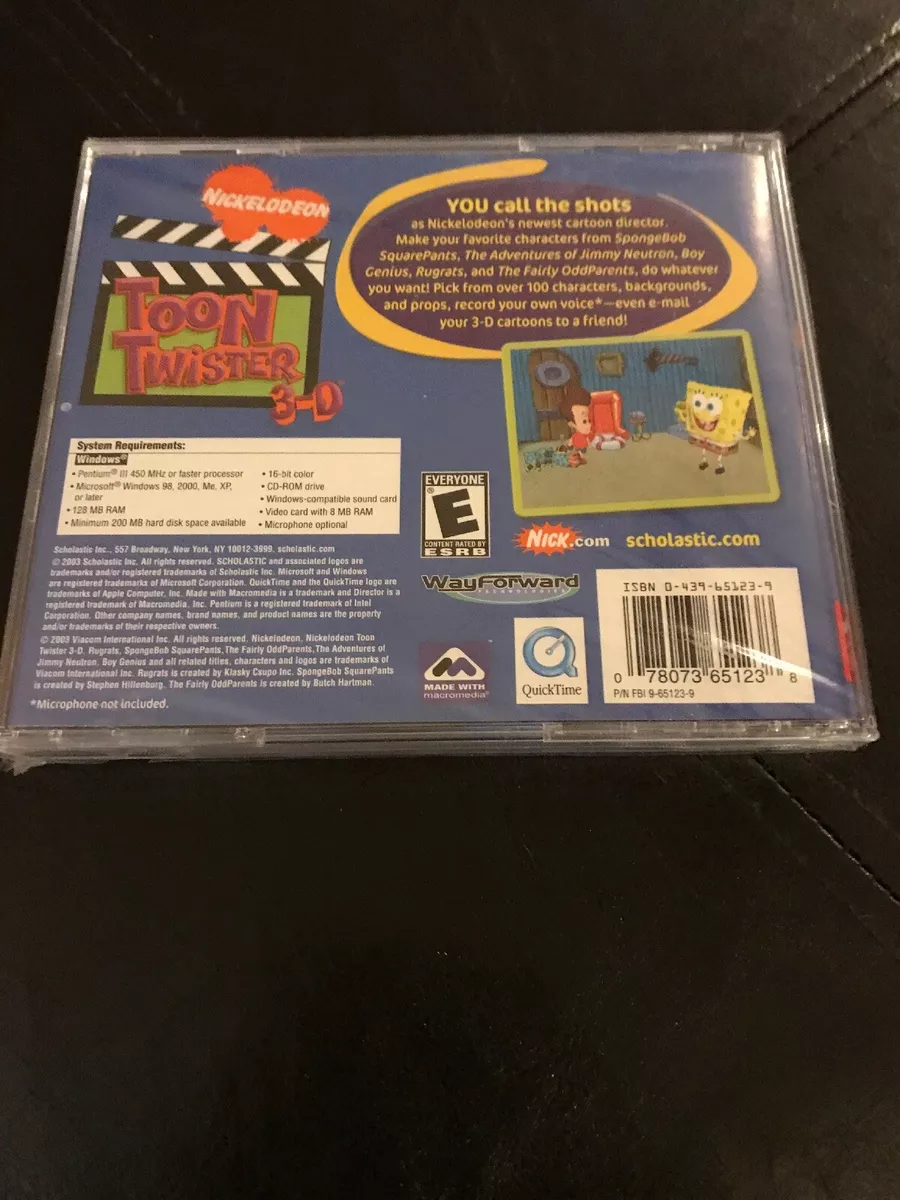 NICKELODEON
TOON
TWISTER
3-D™
YOU call the shots
as Nickelodeon's newest cartoon director.
Make your favorite characters from SpongeBob
SquarePants, The Adventures of Jimmy Neutron, Boy
Genius, Rugrats, and The Fairly OddParents, do whatever
you want! Pick from over 100 characters, backgrounds,
and props, record your own voice*—even e-mail
your 3-D cartoons to a friend!
System Requirements:
Windows®
• Pentium® III 450 MHz or faster processor
• Microsoft® Windows 98, 2000, Me, XP,
or later
• 128 MB RAM
• Minimum 200 MB hard disk space available
• 16-bit color
• CD-ROM drive
• Windows-compatible sound card
• Video card with 8 MB RAM
• Microphone optional
Scholastic Inc., 557 Broadway, New York, NY 10012-3999, scholastic.com
© 2003 Scholastic Inc. All rights reserved. SCHOLASTIC and associated logos are
trademarks and/or registered trademarks of Scholastic Inc. Microsoft and Windows
are registered trademarks of Microsoft Corporation. QuickTime and the QuickTime logo are
trademarks of Apple Computer, Inc. Made with Macromedia is a trademark and Director is a
registered trademark of Macromedia, Inc. Pentium is a registered trademark of Intel
Corporation. Other company names, brand names, and product names are the property
and/or trademarks of their respective owners.
© 2003 Viacom International Inc. All rights reserved. Nickelodeon, Nickelodeon Toon
Twister 3-D, Rugrats, SpongeBob SquarePants, The Fairly OddParents, The Adventures of
Jimmy Neutron, Boy Genius and all related titles, characters and logos are trademarks of
Viacom International Inc. Rugrats is created by Klasky Csupo Inc. SpongeBob SquarePants
is created by Stephen Hillenburg. The Fairly OddParents is created by Butch Hartman.
*Microphone not included.
EVERYONE
E
®
CONTENT RATED BY
ESRB
NICK.com
scholastic.com
WayForward
TECHNOLOGIES
MADE WITH
macromedia®
QuickTime
ISBN 0-439-65123-9
0 78073 65123 8
P/N FBI 9-65123-9